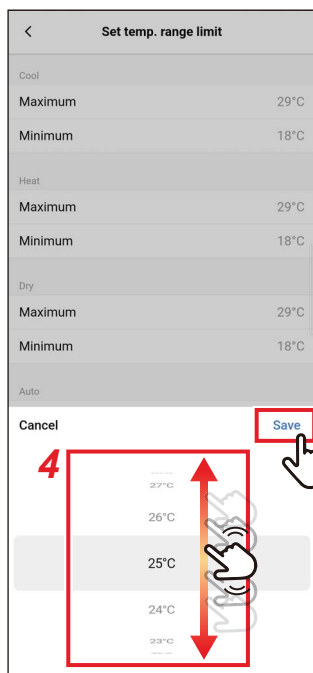 Set temp. range limit
Cool
Maximum 29°C
Minimum 18°C
Heat
Maximum 29°C
Minimum 18°C
Dry
Maximum 29°C
Minimum 18°C
Auto
Cancel Save
4
27°C
26°C
25°C
24°C
23°C